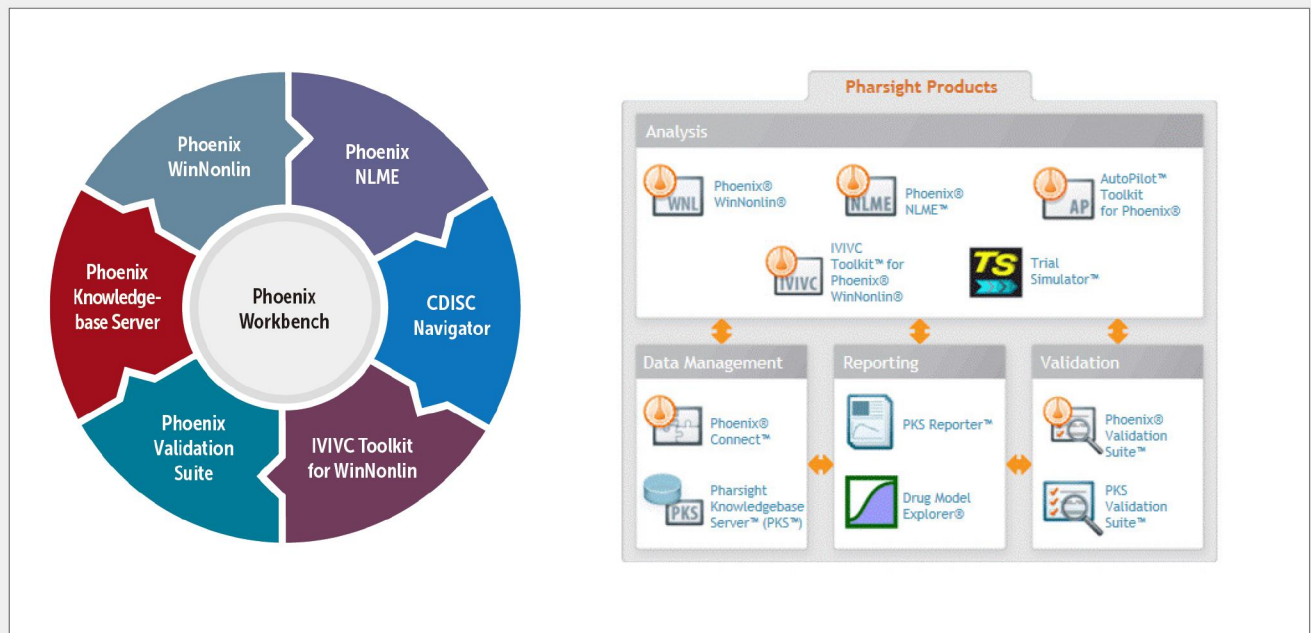 Phoenix
WinNonlin
Phoenix
NLME
CDISC
Navigator
IVIVC Toolkit
for WinNonlin
Phoenix
Validation
Suite
Phoenix
Knowledge-
base Server
Phoenix
Workbench
Pharsight Products
Analysis
WNL
Phoenix®
WinNonlin®
NLME
Phoenix®
NLME™
AP
AutoPilot™
Toolkit
for Phoenix®
IVIVC
IVIVC
Toolkit™ for
Phoenix®
WinNonlin®
TS
Trial
Simulator™
Data Management
Phoenix®
Connect™
PKS
Pharsight
Knowledgebase
Server™ (PKS™)
Reporting
PKS Reporter™
Drug Model
Explorer®
Validation
Phoenix®
Validation
Suite™
PKS
Validation
Suite™